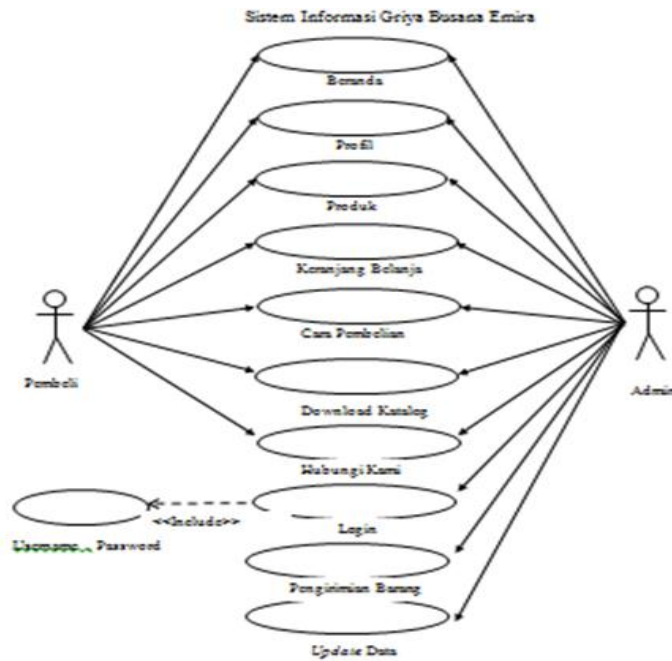 Sistem Informasi Griya Busana Emira
Beranda
Profil
Produk
Keranjang Belanja
Cara Pembelian
Pembeli
Admin
Download Katalog
Hubungi Kami
<<Include>>
Login
Username Password
Pengirimian Barang
Update Data